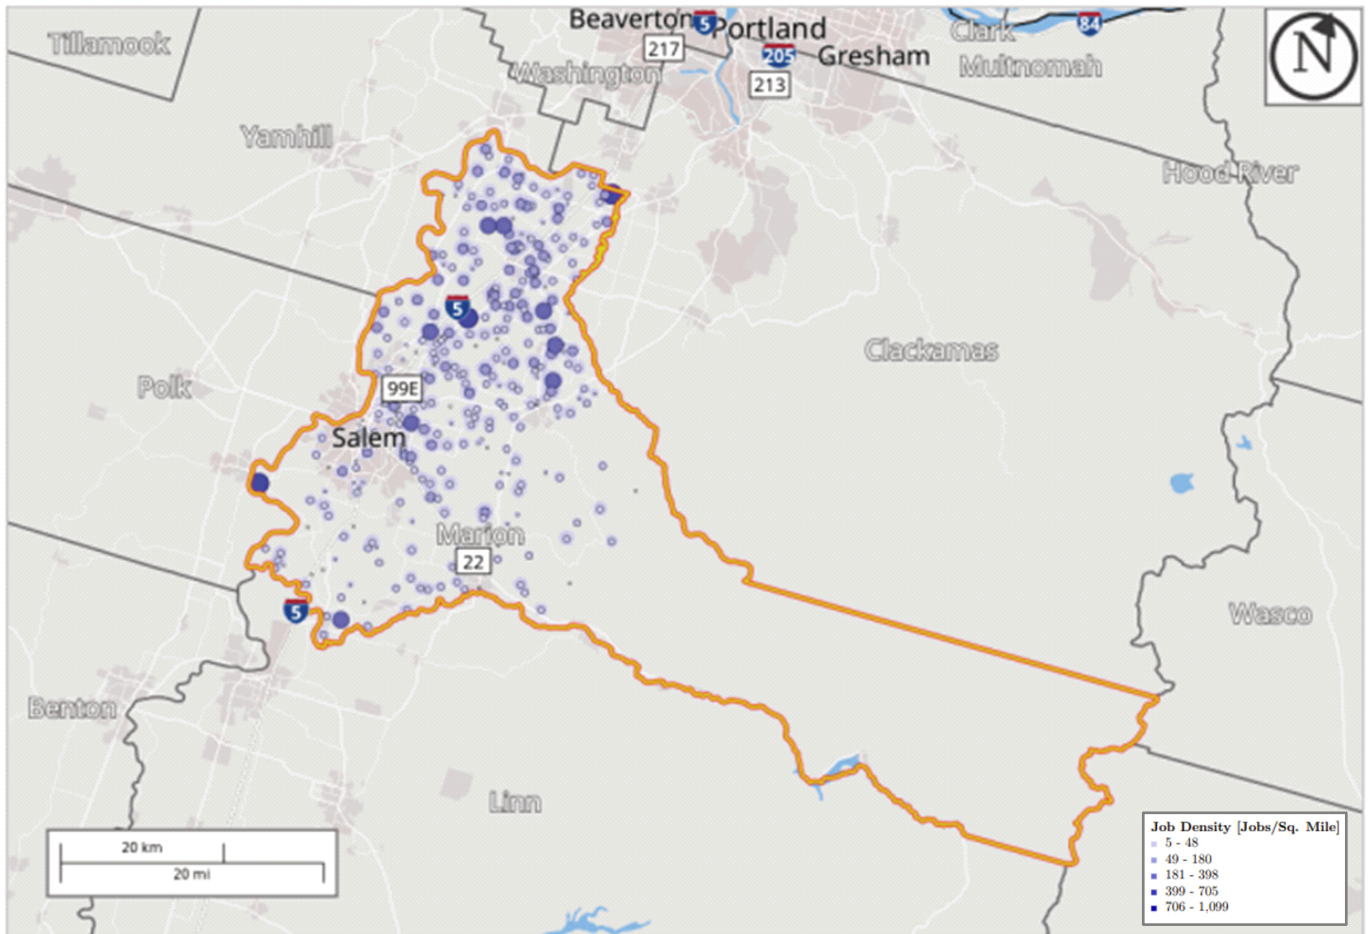 Tillamook
Beaverton
5
Portland
Clark
84
217
205
Gresham
Multnomah
Washington
213
N
Yamhill
Hood River
5
Clackamas
Polk
99E
Salem
Marion
22
5
Wasco
Benton
Linn
20 km
20 mi
Job Density [Jobs/Sq. Mile]
5 - 48
49 - 180
181 - 398
399 - 705
706 - 1,099